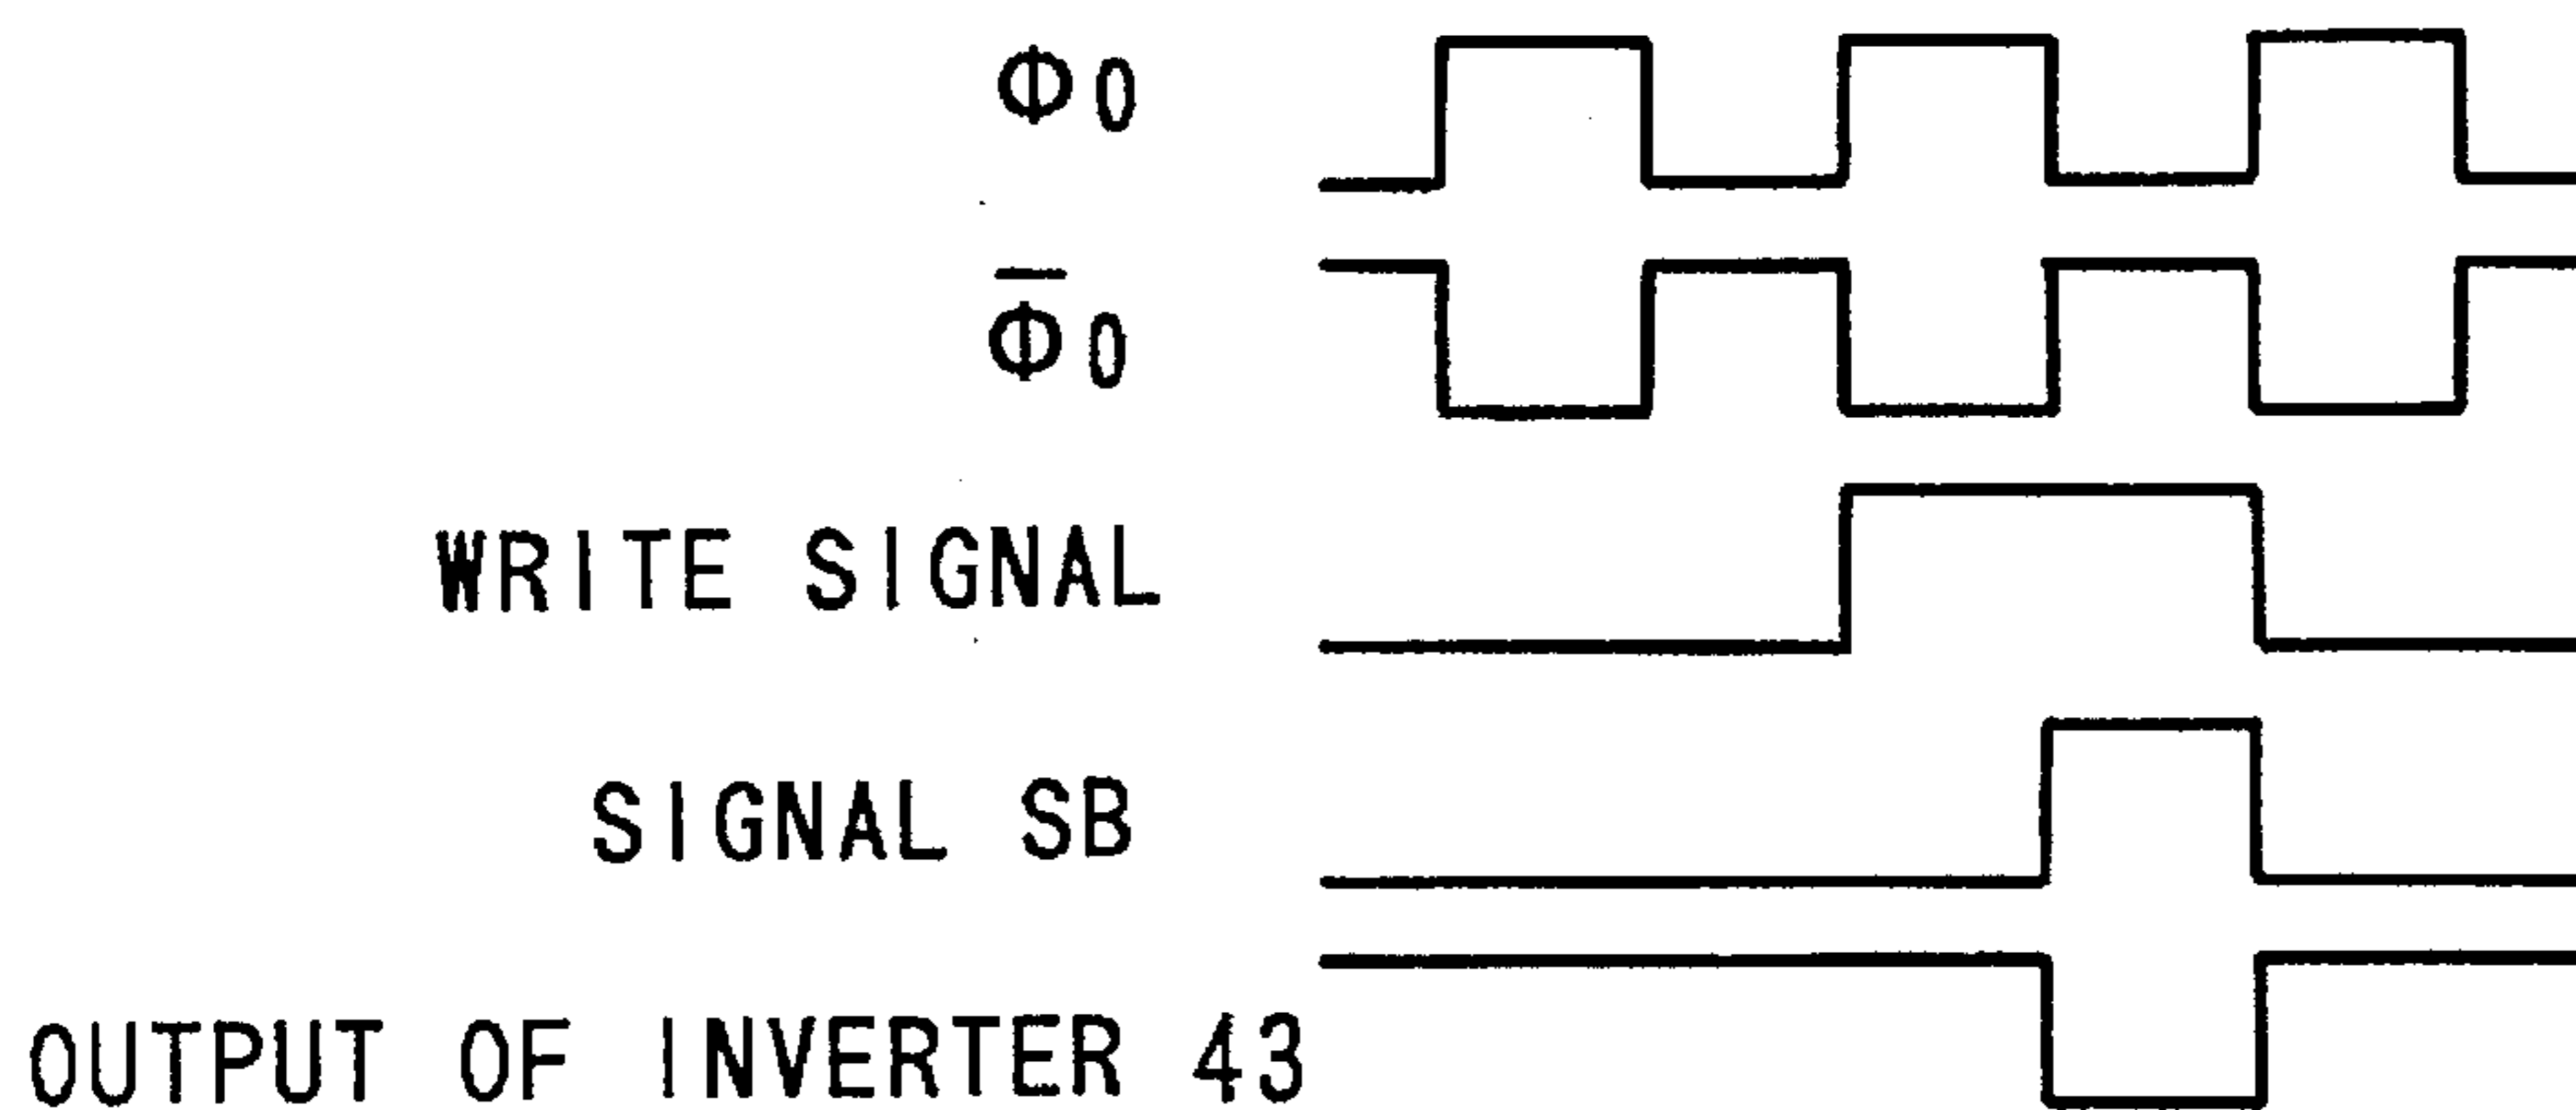 Φ0
Φ̅0
WRITE SIGNAL
SIGNAL SB
OUTPUT OF INVERTER 43